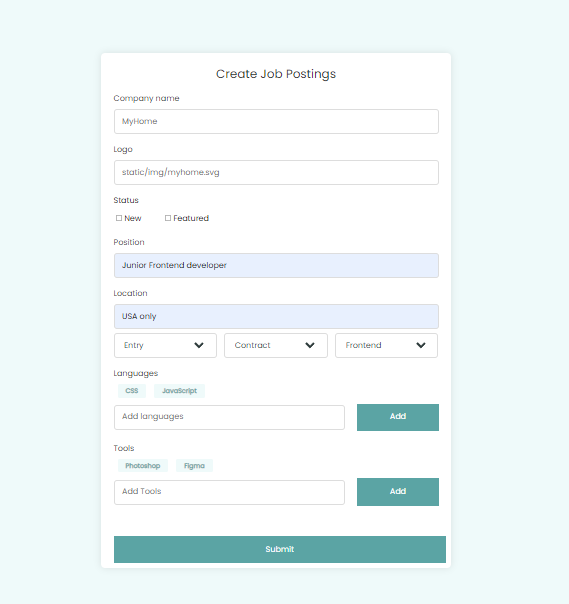 Create Job Postings
Company name
MyHome
Logo
static/img/myhome.svg
Status
New Featured
Position
Junior Frontend developer
Location
USA only
Entry Contract Frontend
Languages
CSS JavaScript
Add languages Add
Tools
Photoshop Figma
Add Tools Add
Submit